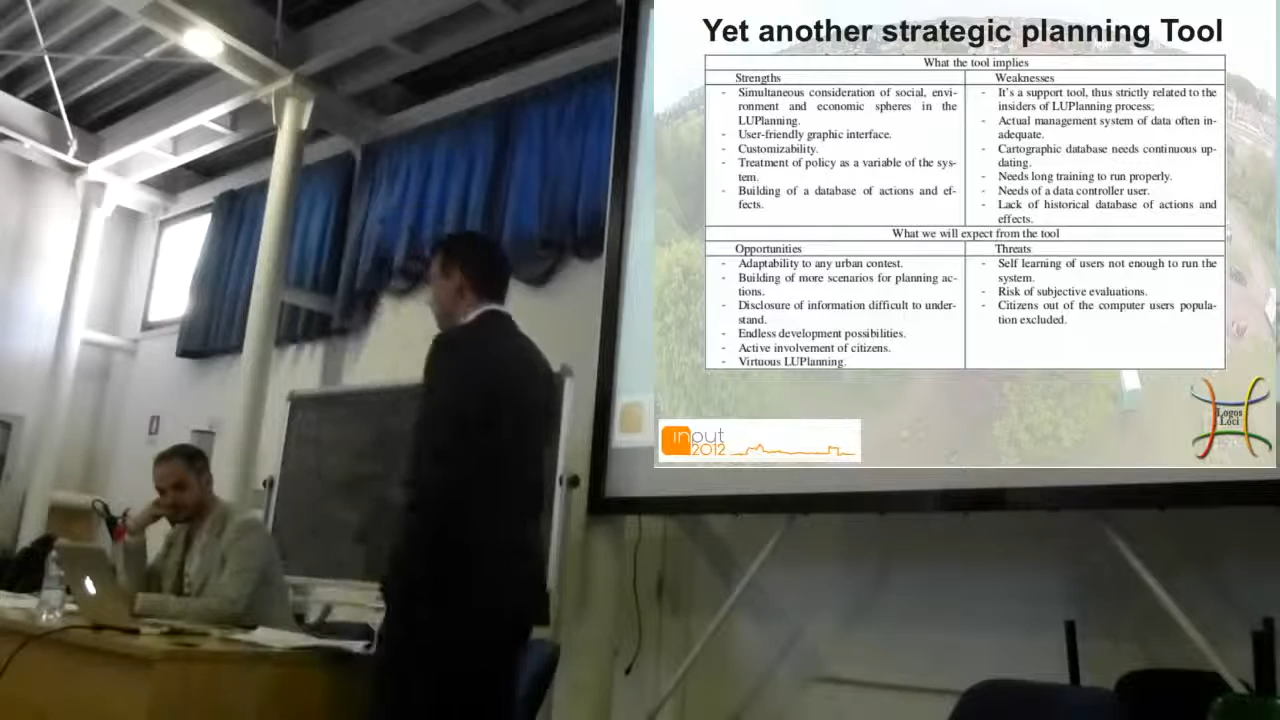 Yet another strategic planning Tool
What the tool implies
Strengths
- Simultaneous consideration of social, envi-
ronment and economic spheres in the
LUPlanning.
- User-friendly graphic interface.
- Customizability.
- Treatment of policy as a variable of the sys-
tem.
- Building of a database of actions and ef-
fects.
Weaknesses
- It's a support tool, thus strictly related to the
insiders of LUPlanning process;
- Actual management system of data often in-
adequate.
- Cartographic database needs continuous up-
dating.
- Needs long training to run properly.
- Needs of a data controller user.
- Lack of historical database of actions and
effects.
What we will expect from the tool
Opportunities
- Adaptability to any urban contest.
- Building of more scenarios for planning ac-
tions.
- Disclosure of information difficult to under-
stand.
- Endless development possibilities.
- Active involvement of citizens.
- Virtuous LUPlanning.
Threats
- Self learning of users not enough to run the
system.
- Risk of subjective evaluations.
- Citizens out of the computer users popula-
tion excluded.
input
2012
Logos
Loci